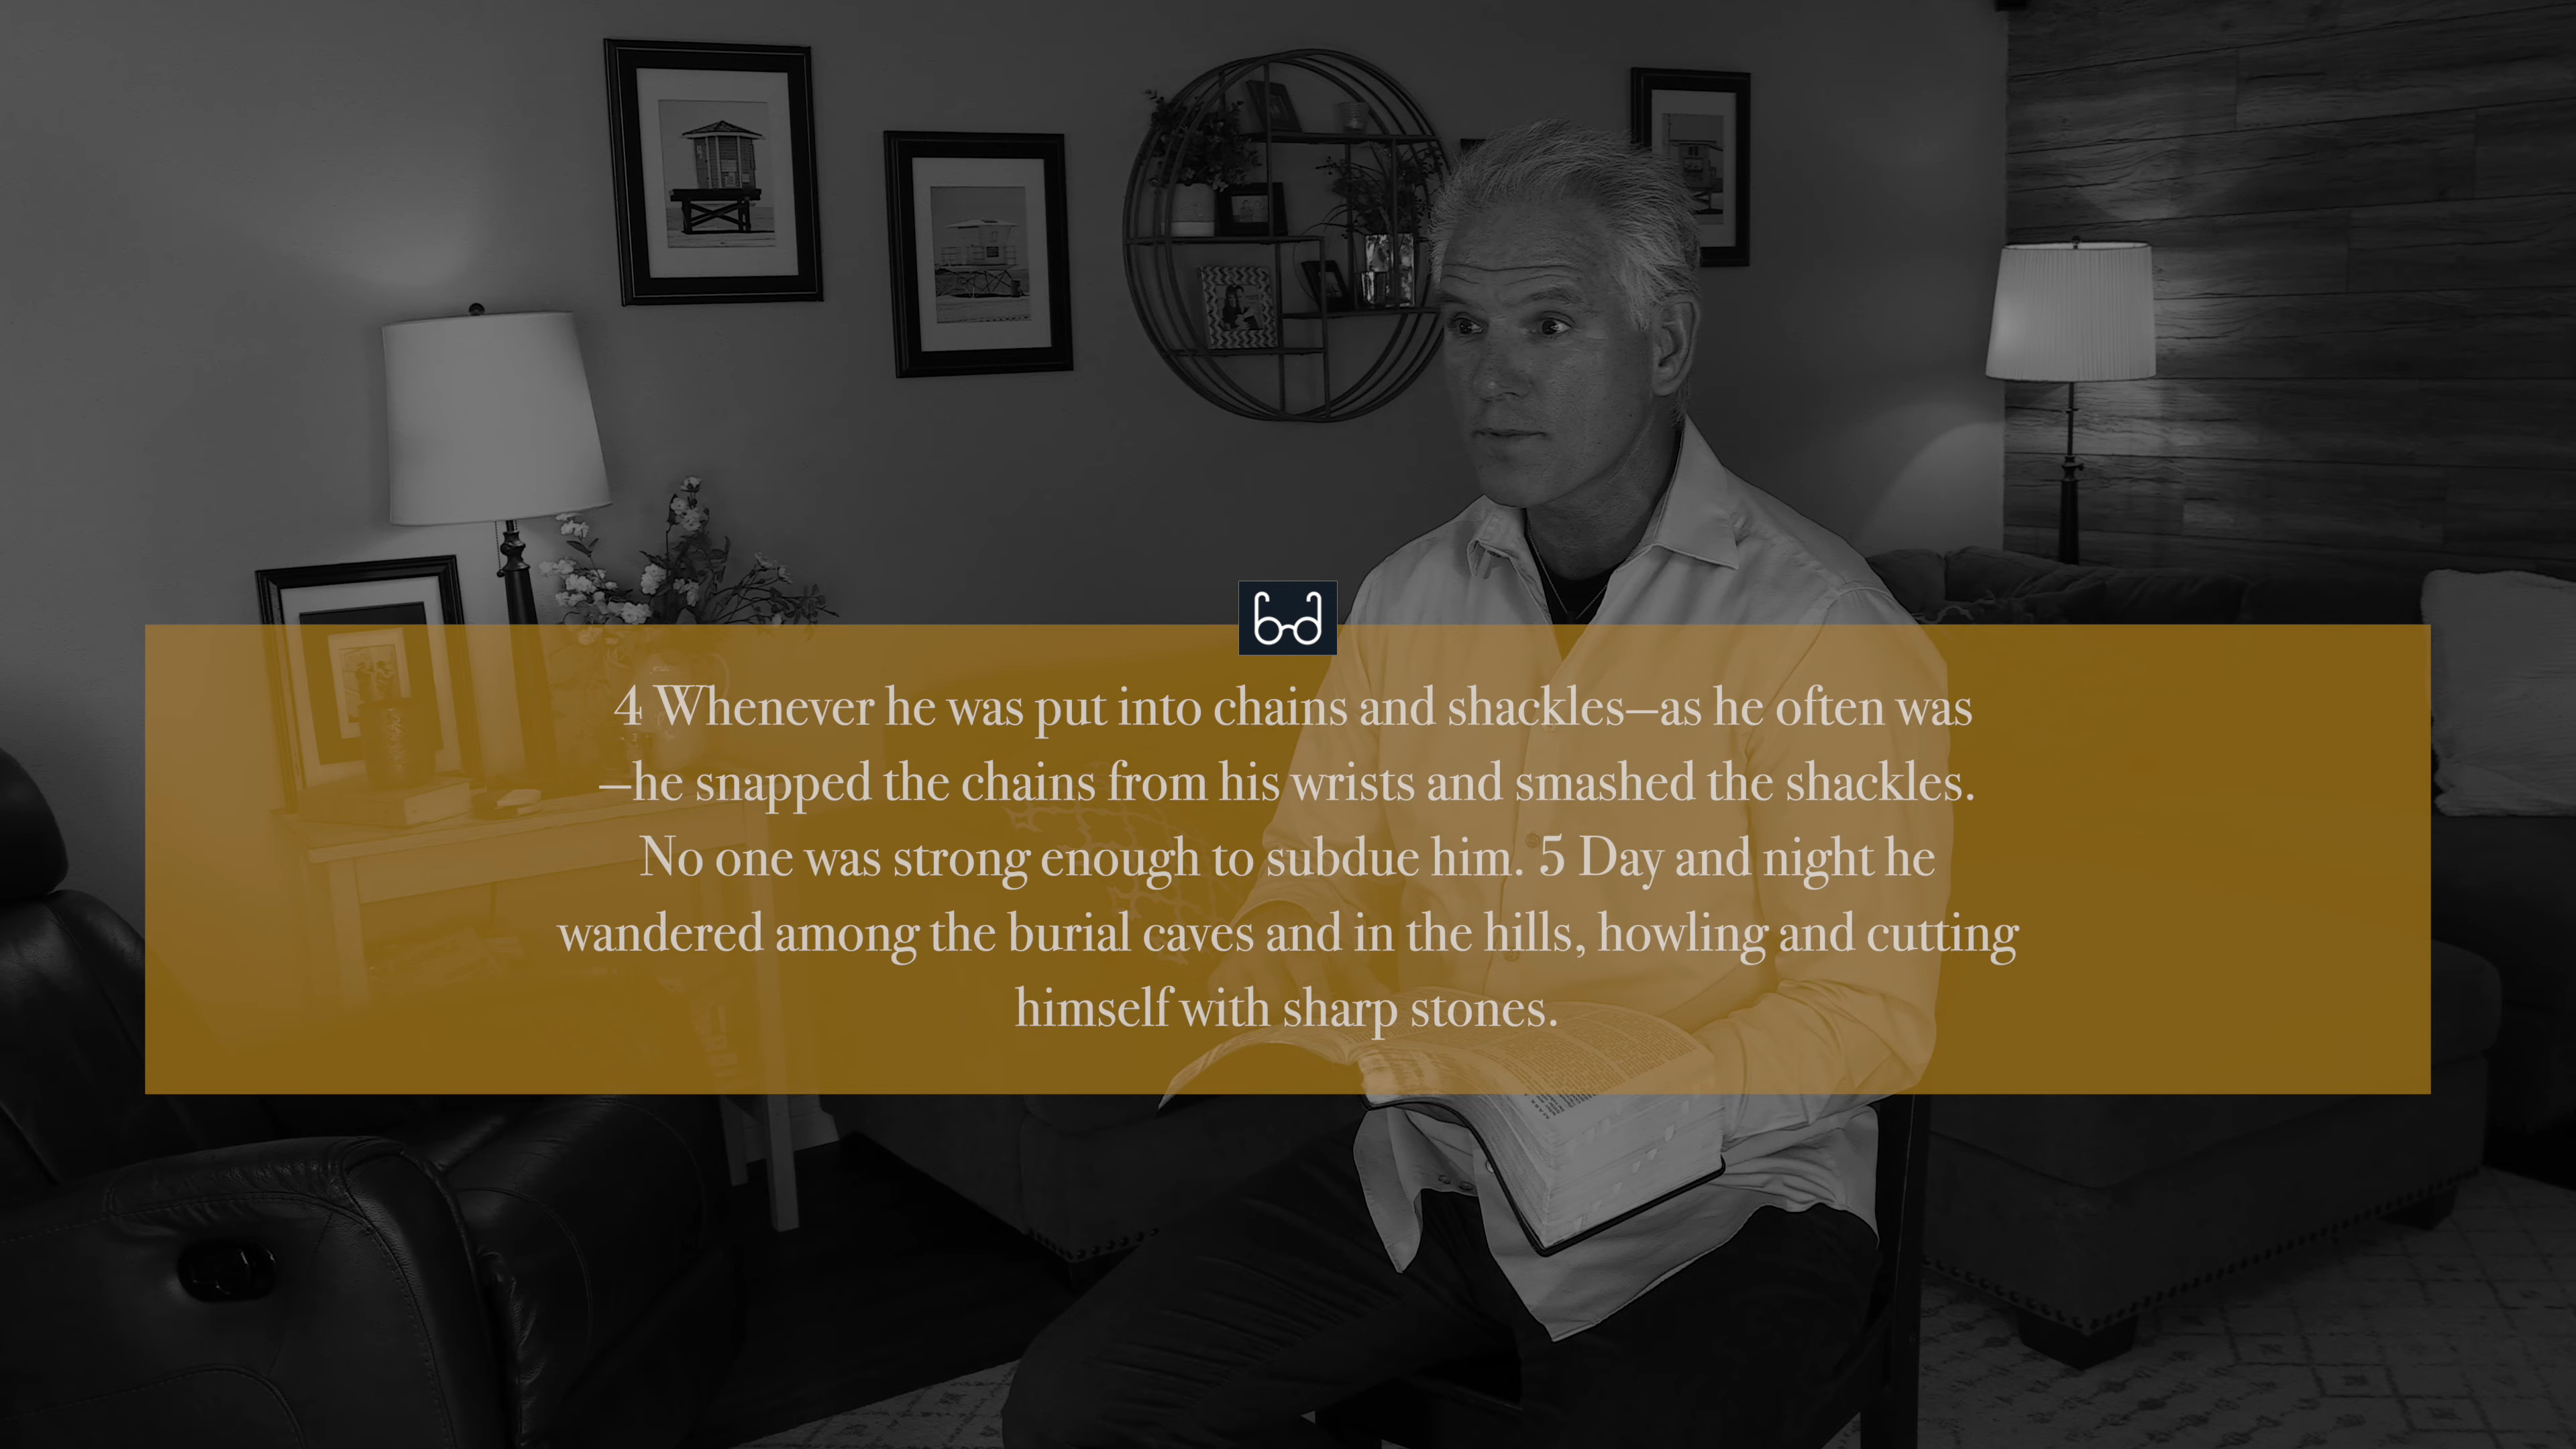 4 Whenever he was put into chains and shackles—as he often was
—he snapped the chains from his wrists and smashed the shackles.
No one was strong enough to subdue him. 5 Day and night he
wandered among the burial caves and in the hills, howling and cutting
himself with sharp stones.